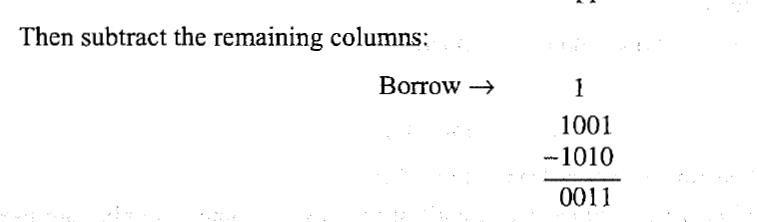 Then subtract the remaining columns:
Borrow → 1
1001
−1010
0011